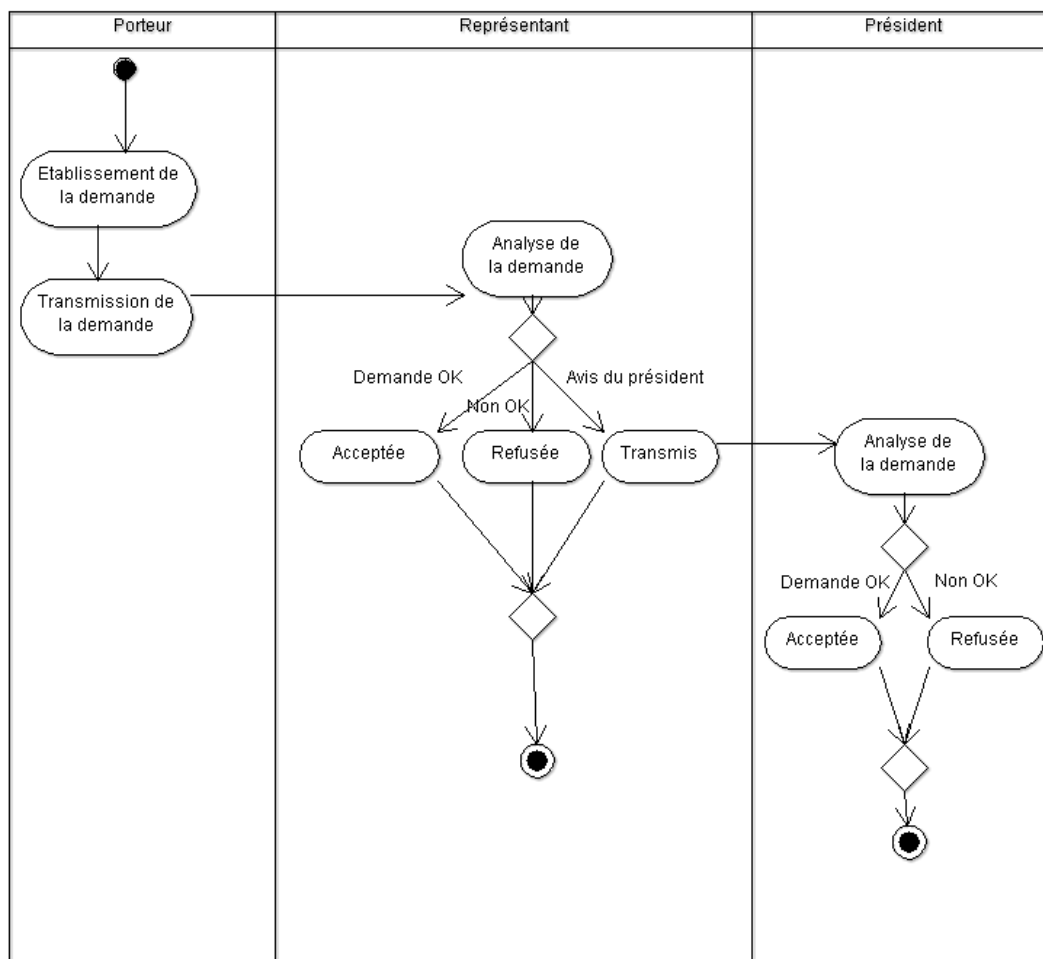 Porteur
Représentant
Président
Etablissement de
la demande
Transmission de
la demande
Analyse de
la demande
Demande OK
Non OK
Avis du président
Acceptée
Refusée
Transmis
Analyse de
la demande
Demande OK
Non OK
Acceptée
Refusée